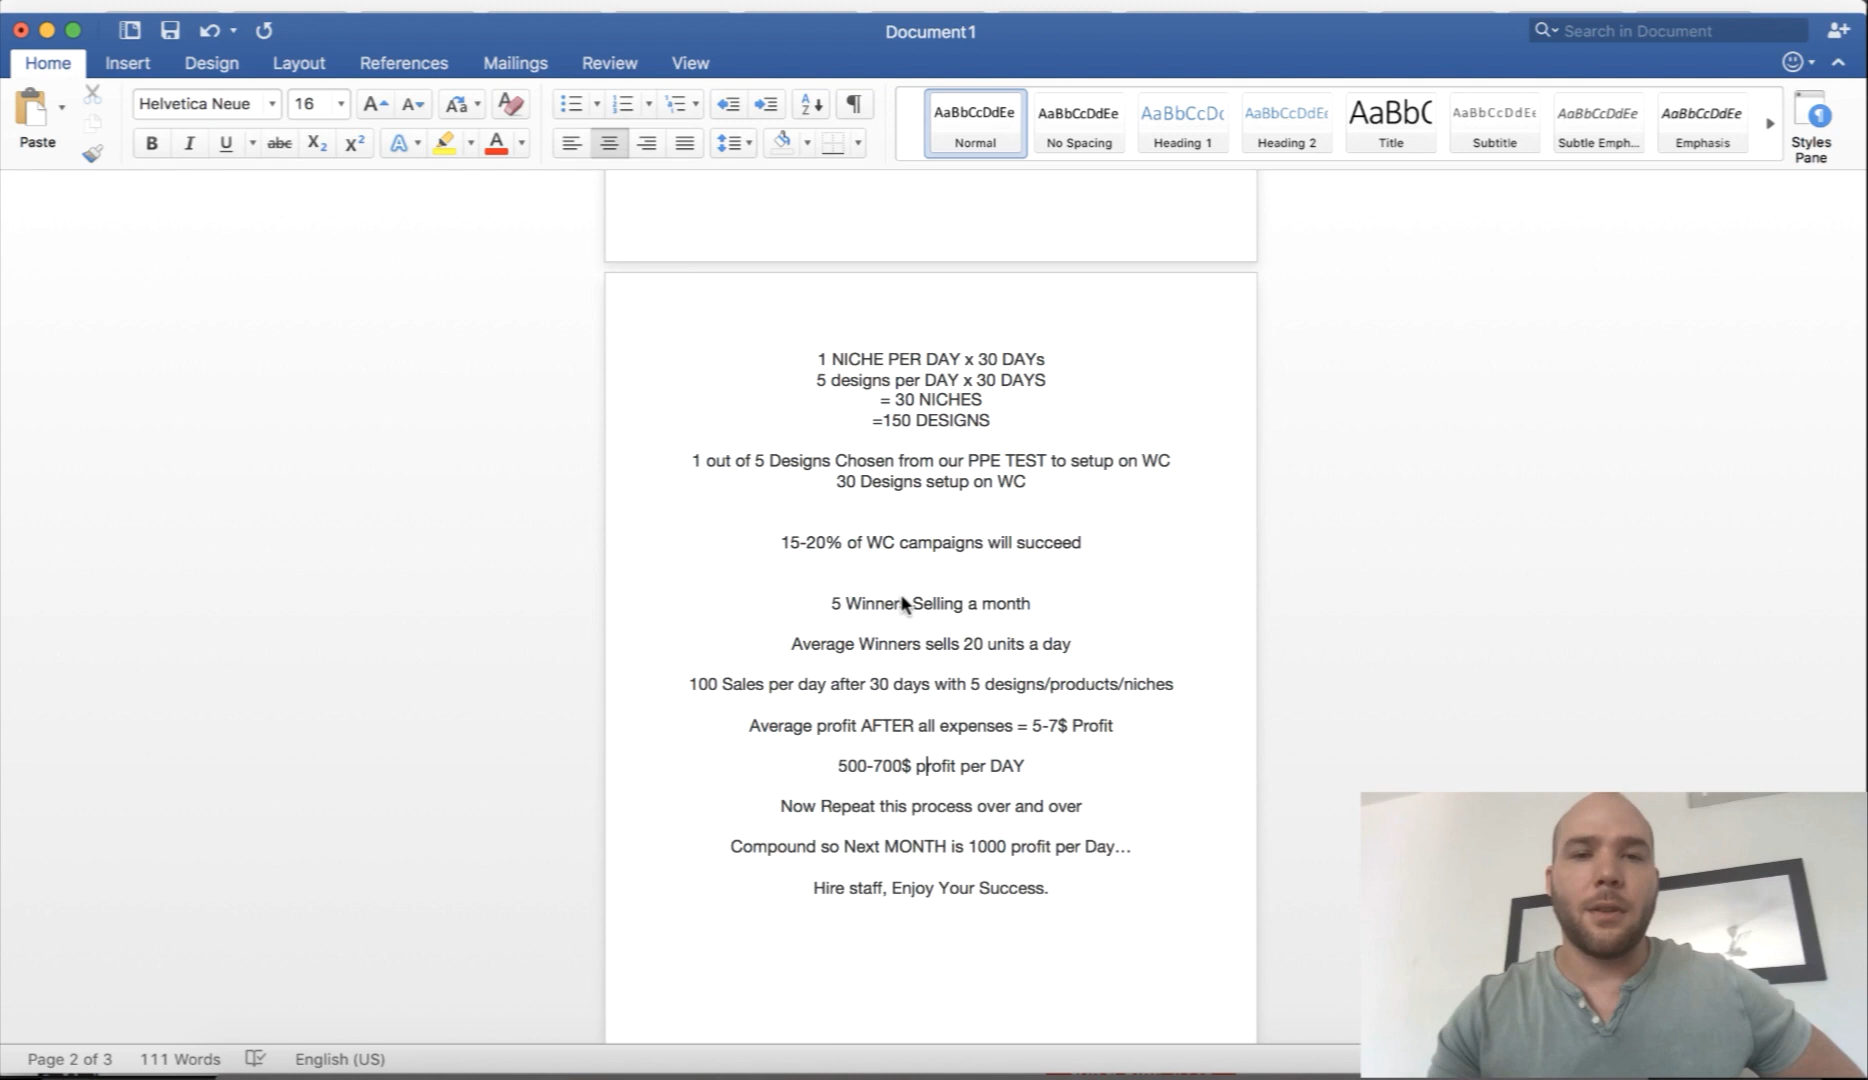 Document1
Search in Document
Home Insert Design Layout References Mailings Review View
Paste
Helvetica Neue 16
AaBbCcDdEe Normal
AaBbCcDdEe No Spacing
AaBbCcDc Heading 1
AaBbCcDdEe Heading 2
AaBbC Title
AaBbCcDdEe Subtitle
AaBbCcDdEe Subtle Emph...
AaBbCcDdEe Emphasis
Styles Pane
1 NICHE PER DAY x 30 DAYs
5 designs per DAY x 30 DAYS
= 30 NICHES
=150 DESIGNS
1 out of 5 Designs Chosen from our PPE TEST to setup on WC
30 Designs setup on WC
15-20% of WC campaigns will succeed
5 Winners Selling a month
Average Winners sells 20 units a day
100 Sales per day after 30 days with 5 designs/products/niches
Average profit AFTER all expenses = 5-7$ Profit
500-700$ profit per DAY
Now Repeat this process over and over
Compound so Next MONTH is 1000 profit per Day...
Hire staff, Enjoy Your Success.
Page 2 of 3 111 Words English (US)